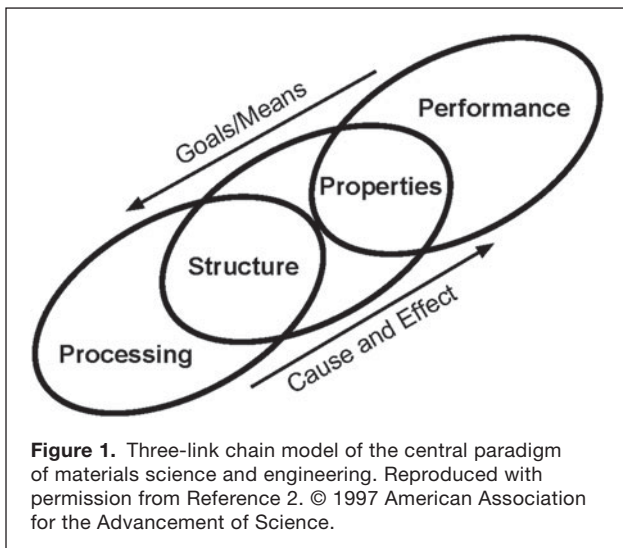 Goals/Means
Performance
Properties
Structure
Processing
Cause and Effect
Figure 1. Three-link chain model of the central paradigm
of materials science and engineering. Reproduced with
permission from Reference 2. © 1997 American Association
for the Advancement of Science.